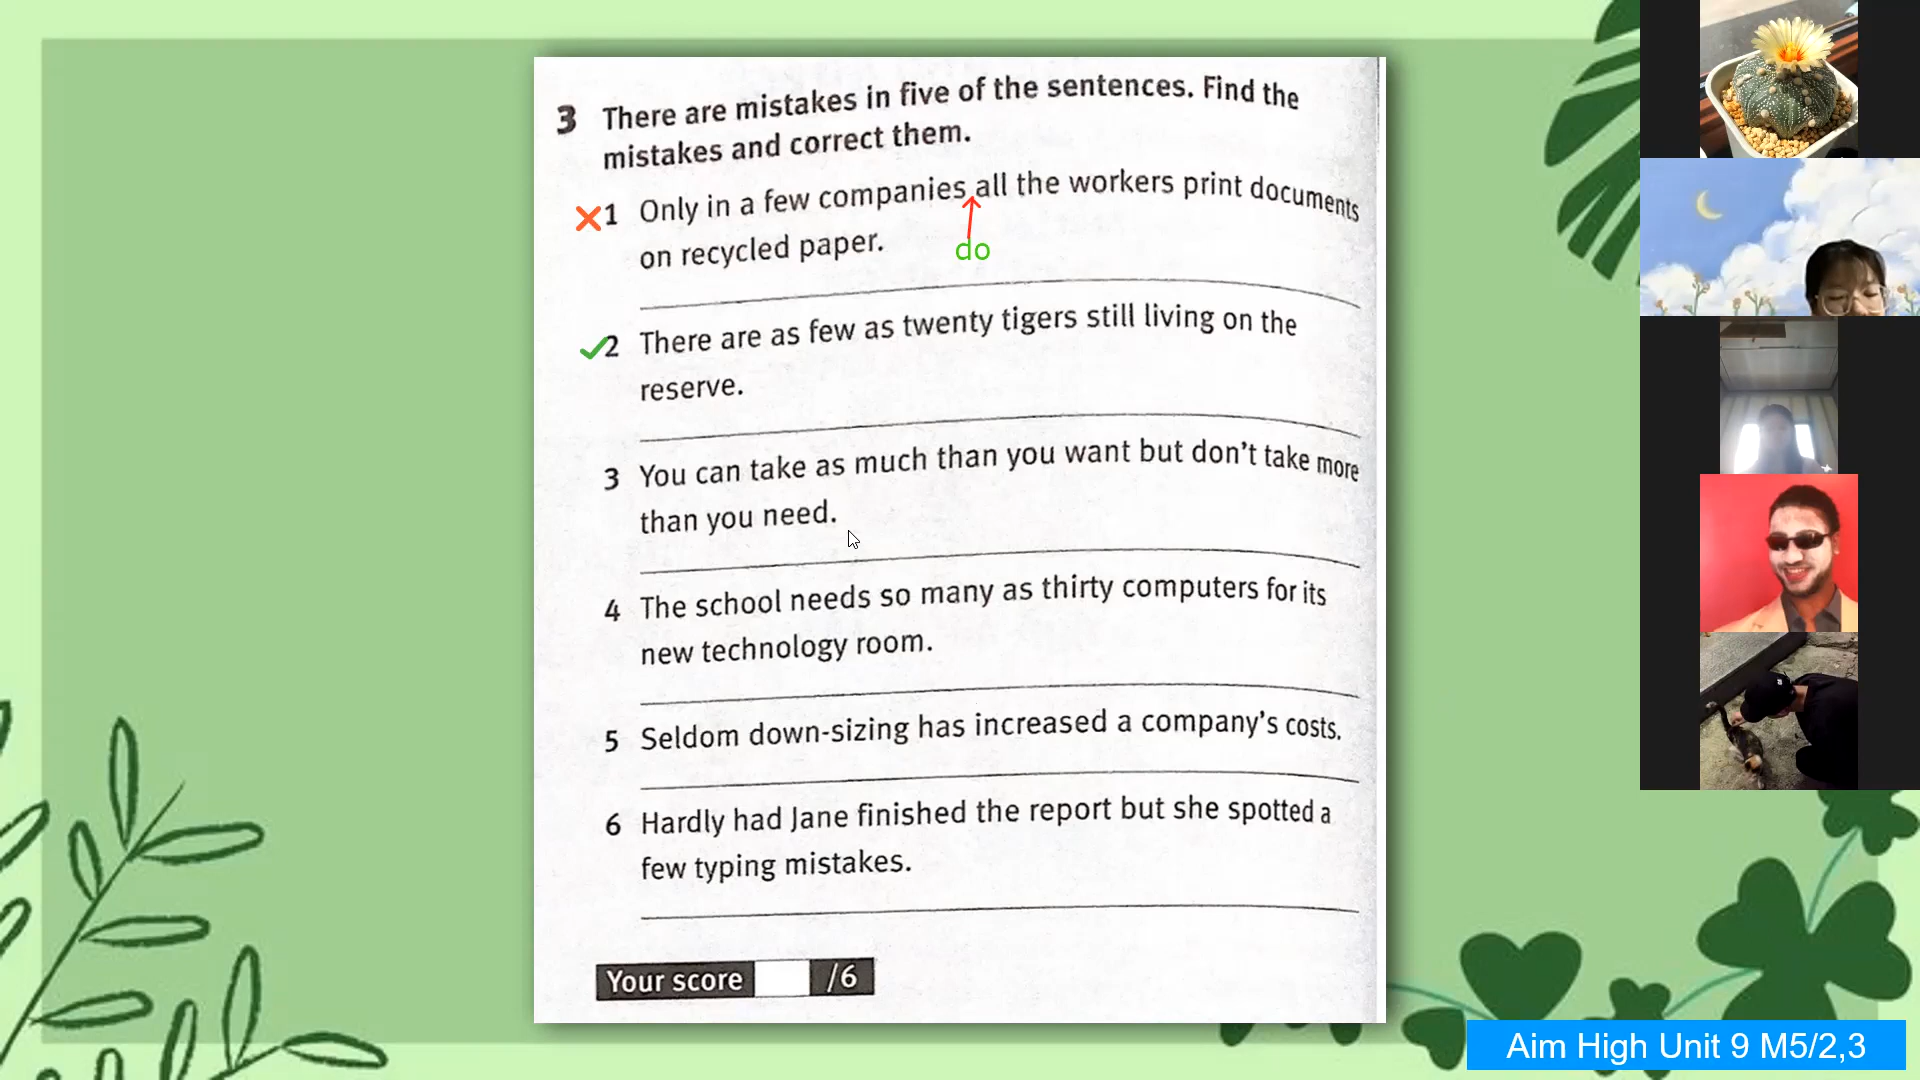 3 There are mistakes in five of the sentences. Find the
mistakes and correct them.
1 Only in a few companies all the workers print documents
on recycled paper.
do
2 There are as few as twenty tigers still living on the
reserve.
3 You can take as much than you want but don't take more
than you need.
4 The school needs so many as thirty computers for its
new technology room.
5 Seldom down-sizing has increased a company's costs.
6 Hardly had Jane finished the report but she spotted a
few typing mistakes.
Your score /6
Aim High Unit 9 M5/2,3